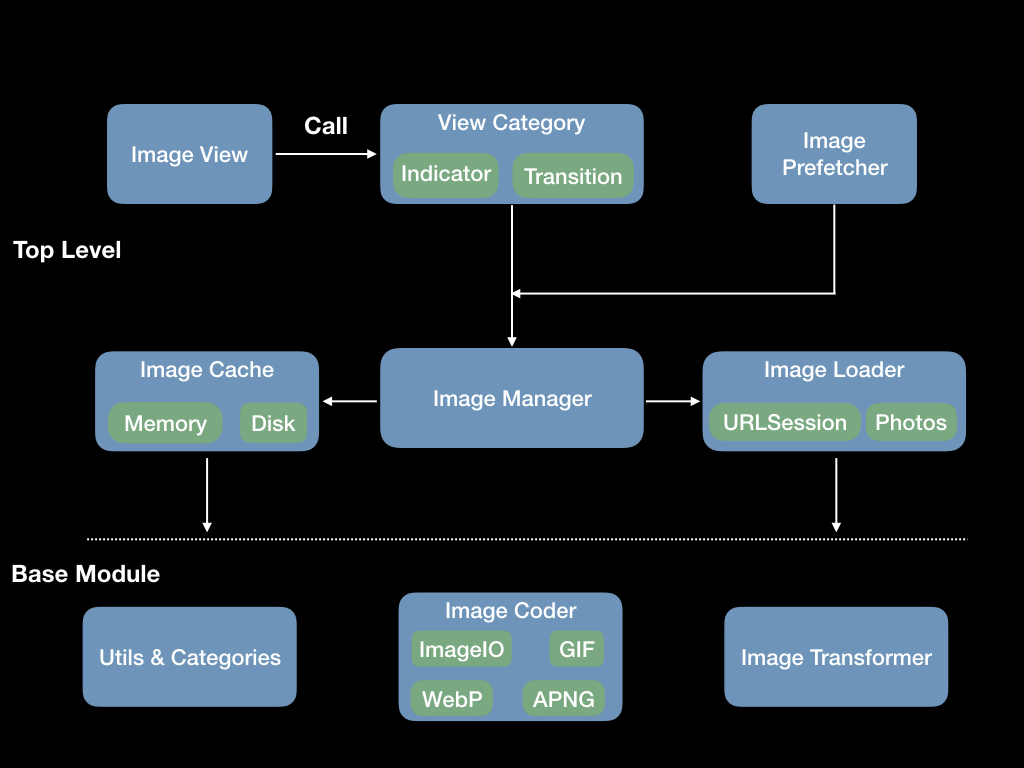 Image View
Call
View Category
Indicator
Transition
Image
Prefetcher
Top Level
Image Cache
Memory
Disk
Image Manager
Image Loader
URLSession
Photos
Base Module
Utils & Categories
Image Coder
ImageIO
GIF
WebP
APNG
Image Transformer